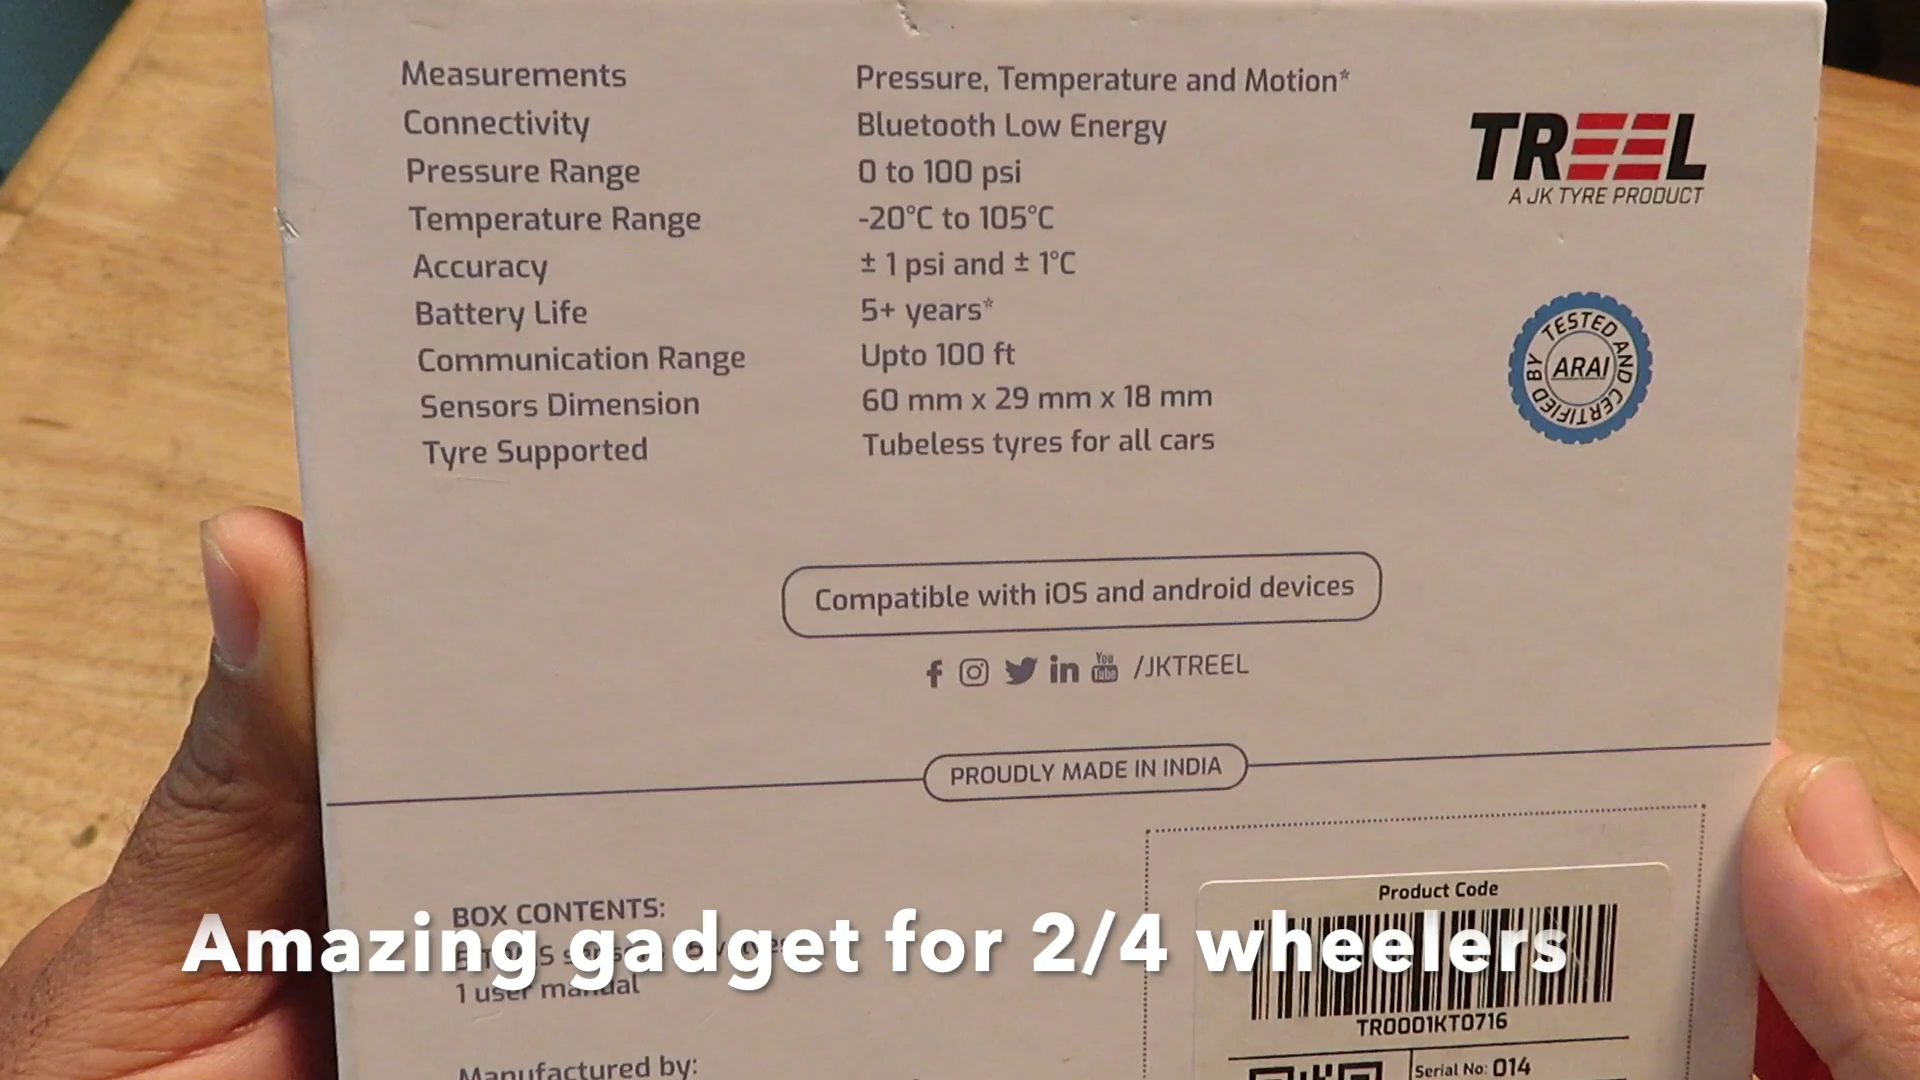 Measurements Pressure, Temperature and Motion*
Connectivity Bluetooth Low Energy
Pressure Range 0 to 100 psi
Temperature Range -20°C to 105°C
Accuracy ± 1 psi and ± 1°C
Battery Life 5+ years*
Communication Range Upto 100 ft
Sensors Dimension 60 mm x 29 mm x 18 mm
Tyre Supported Tubeless tyres for all cars
TREEL
A JK TYRE PRODUCT
TESTED AND CERTIFIED BY
ARAI
Compatible with iOS and android devices
You Tube /JKTREEL
PROUDLY MADE IN INDIA
BOX CONTENTS:
1 user manual
Manufactured by:
Product Code
TR0001KT0716
Serial No: 014
Amazing gadget for 2/4 wheelers